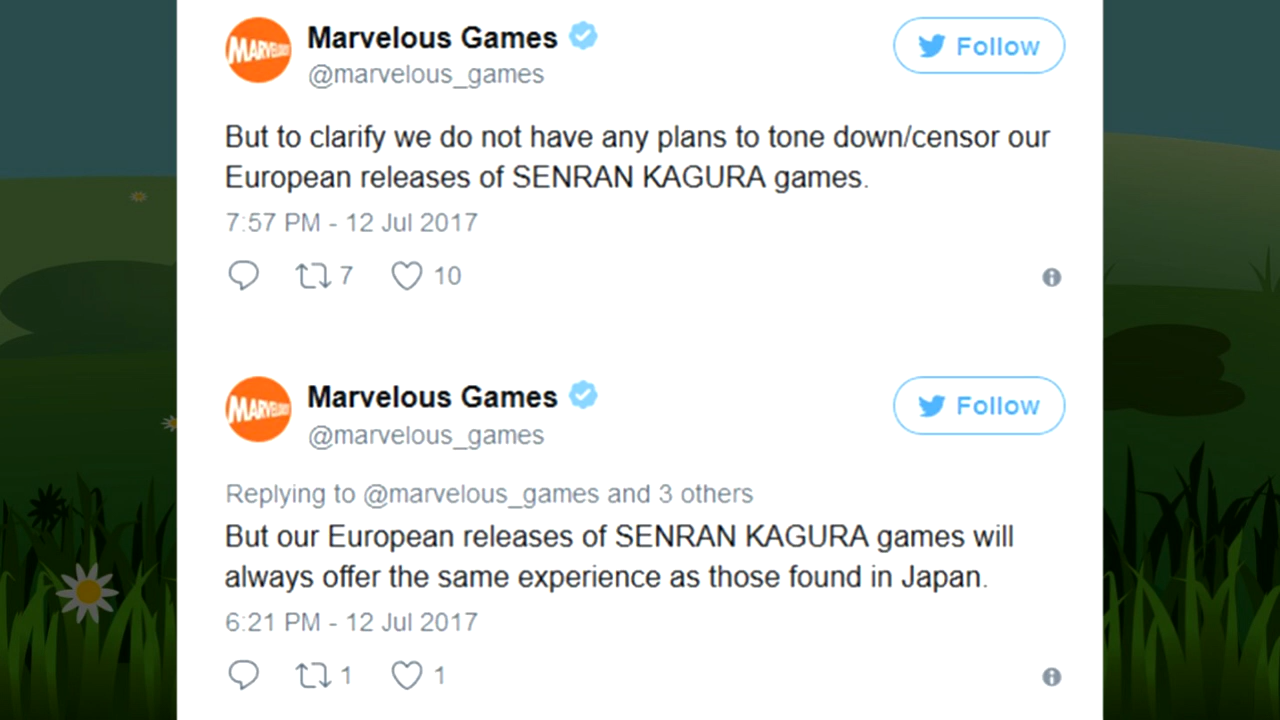 MARVELOUS
Marvelous Games
Follow
@marvelous_games
But to clarify we do not have any plans to tone down/censor our
European releases of SENRAN KAGURA games.
7:57 PM - 12 Jul 2017
7 10
MARVELOUS
Marvelous Games
Follow
@marvelous_games
Replying to @marvelous_games and 3 others
But our European releases of SENRAN KAGURA games will
always offer the same experience as those found in Japan.
6:21 PM - 12 Jul 2017
1 1